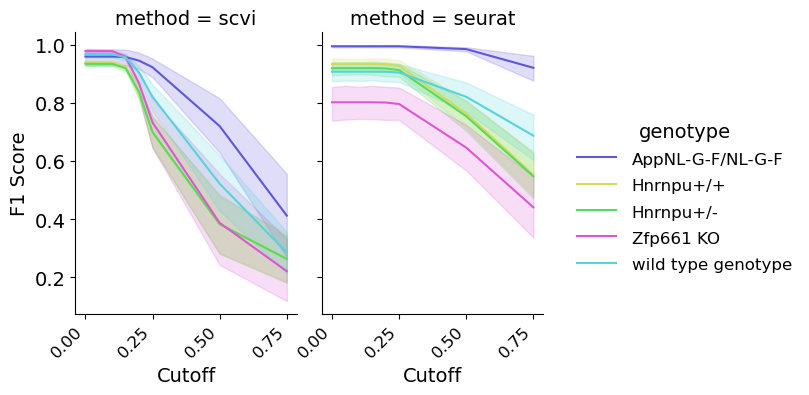 method = scvi
method = seurat
F1 Score
1.0
0.8
0.6
0.4
0.2
0.00
0.25
0.50
0.75
Cutoff
0.00
0.25
0.50
0.75
Cutoff
genotype
AppNL-G-F/NL-G-F
Hnrnpu+/+
Hnrnpu+/-
Zfp661 KO
wild type genotype